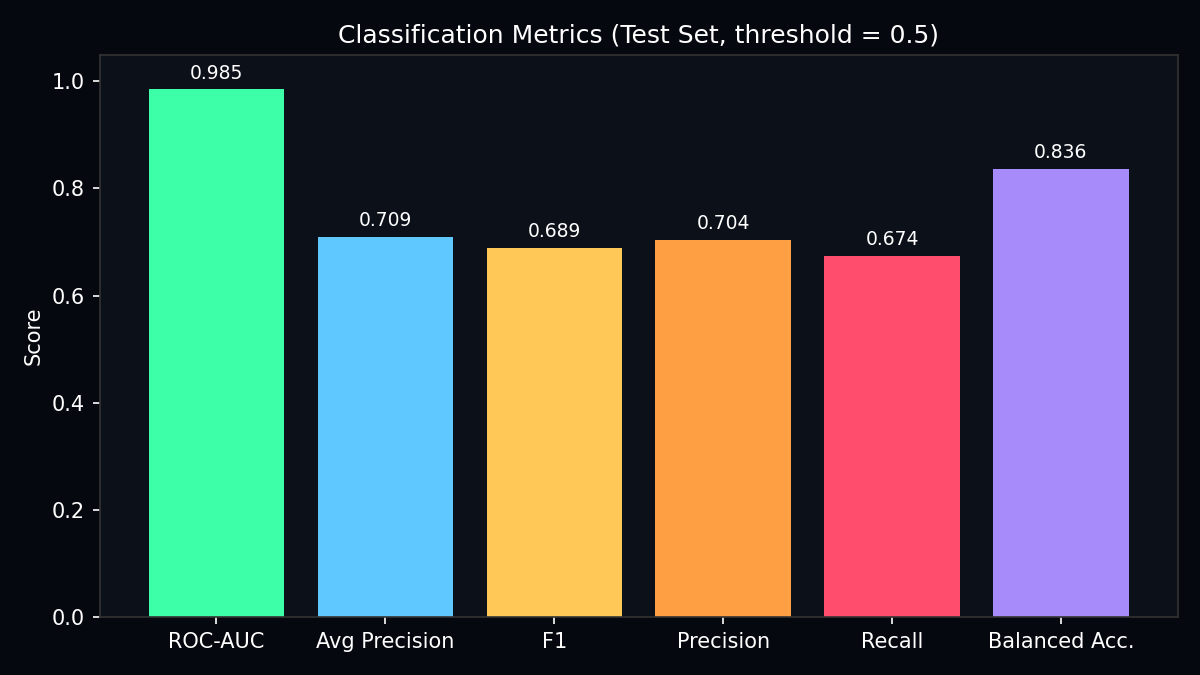 Classification Metrics (Test Set, threshold = 0.5)
Score
1.0
0.8
0.6
0.4
0.2
0.0
0.985
0.709
0.689
0.704
0.674
0.836
ROC-AUC
Avg Precision
F1
Precision
Recall
Balanced Acc.